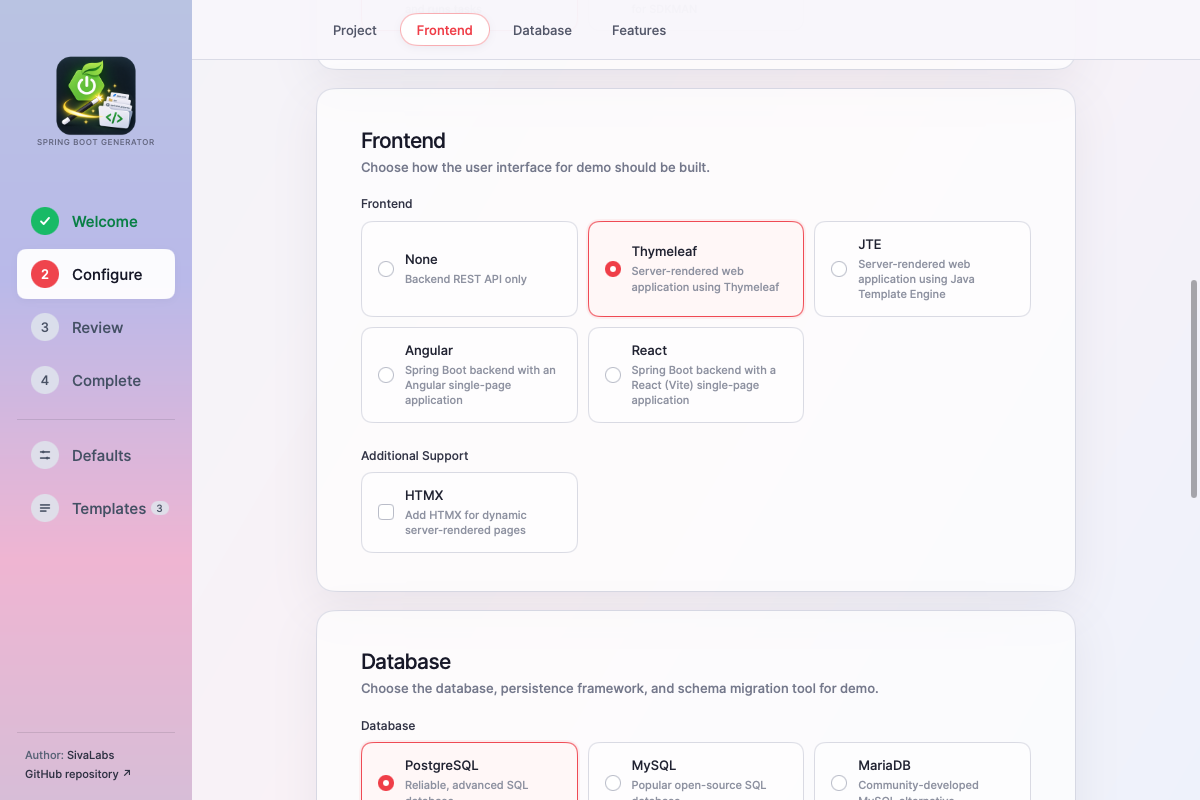 Project
Frontend
Database
Features
SPRING BOOT GENERATOR
Welcome
2
Configure
3
Review
4
Complete
Defaults
Templates 3
Author: SivaLabs
GitHub repository ↗
Frontend
Choose how the user interface for demo should be built.
Frontend
None
Backend REST API only
Thymeleaf
Server-rendered web
application using Thymeleaf
JTE
Server-rendered web
application using Java
Template Engine
Angular
Spring Boot backend with an
Angular single-page
application
React
Spring Boot backend with a
React (Vite) single-page
application
Additional Support
HTMX
Add HTMX for dynamic
server-rendered pages
Database
Choose the database, persistence framework, and schema migration tool for demo.
Database
PostgreSQL
Reliable, advanced SQL
database
MySQL
Popular open-source SQL
database
MariaDB
Community-developed
MySQL alternative